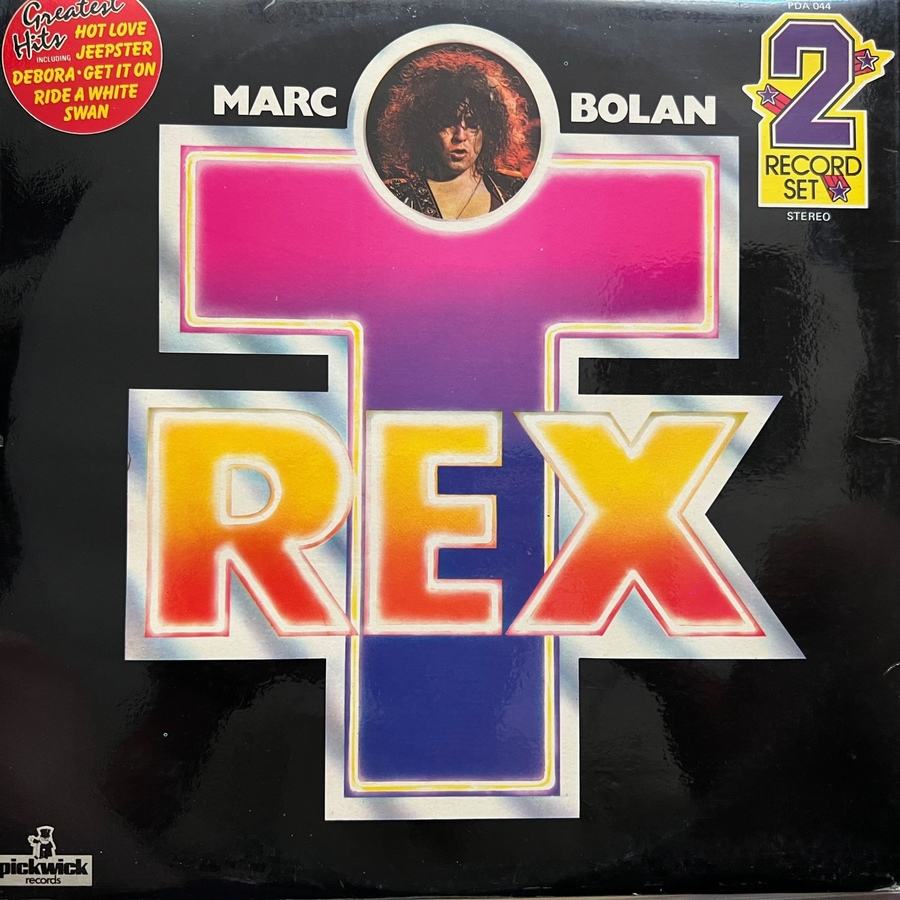 Greatest
Hits
INCLUDING
HOT LOVE
JEEPSTER
DEBORA · GET IT ON
RIDE A WHITE
SWAN
MARC BOLAN
PDA 044
2
RECORD
SET
STEREO
T
REX
pickwick
records